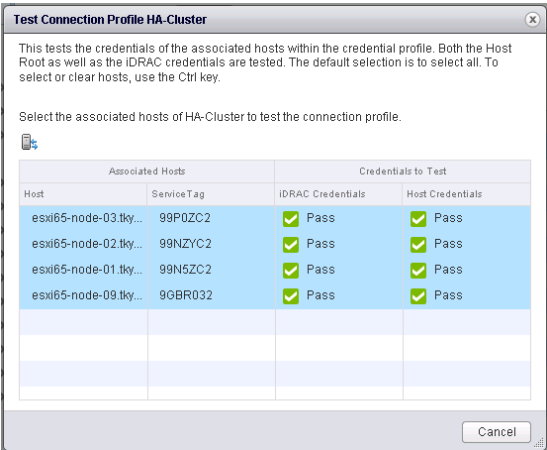 Test Connection Profile HA-Cluster
This tests the credentials of the associated hosts within the credential profile. Both the Host
Root as well as the iDRAC credentials are tested. The default selection is to select all. To
select or clear hosts, use the Ctrl key.
Select the associated hosts of HA-Cluster to test the connection profile.
Associated Hosts Credentials to Test
Host ServiceTag iDRAC Credentials Host Credentials
esxi65-node-03.tky... 99P0ZC2 Pass Pass
esxi65-node-02.tky... 99NZYC2 Pass Pass
esxi65-node-01.tky... 99N5ZC2 Pass Pass
esxi65-node-09.tky... 9GBR032 Pass Pass
Cancel